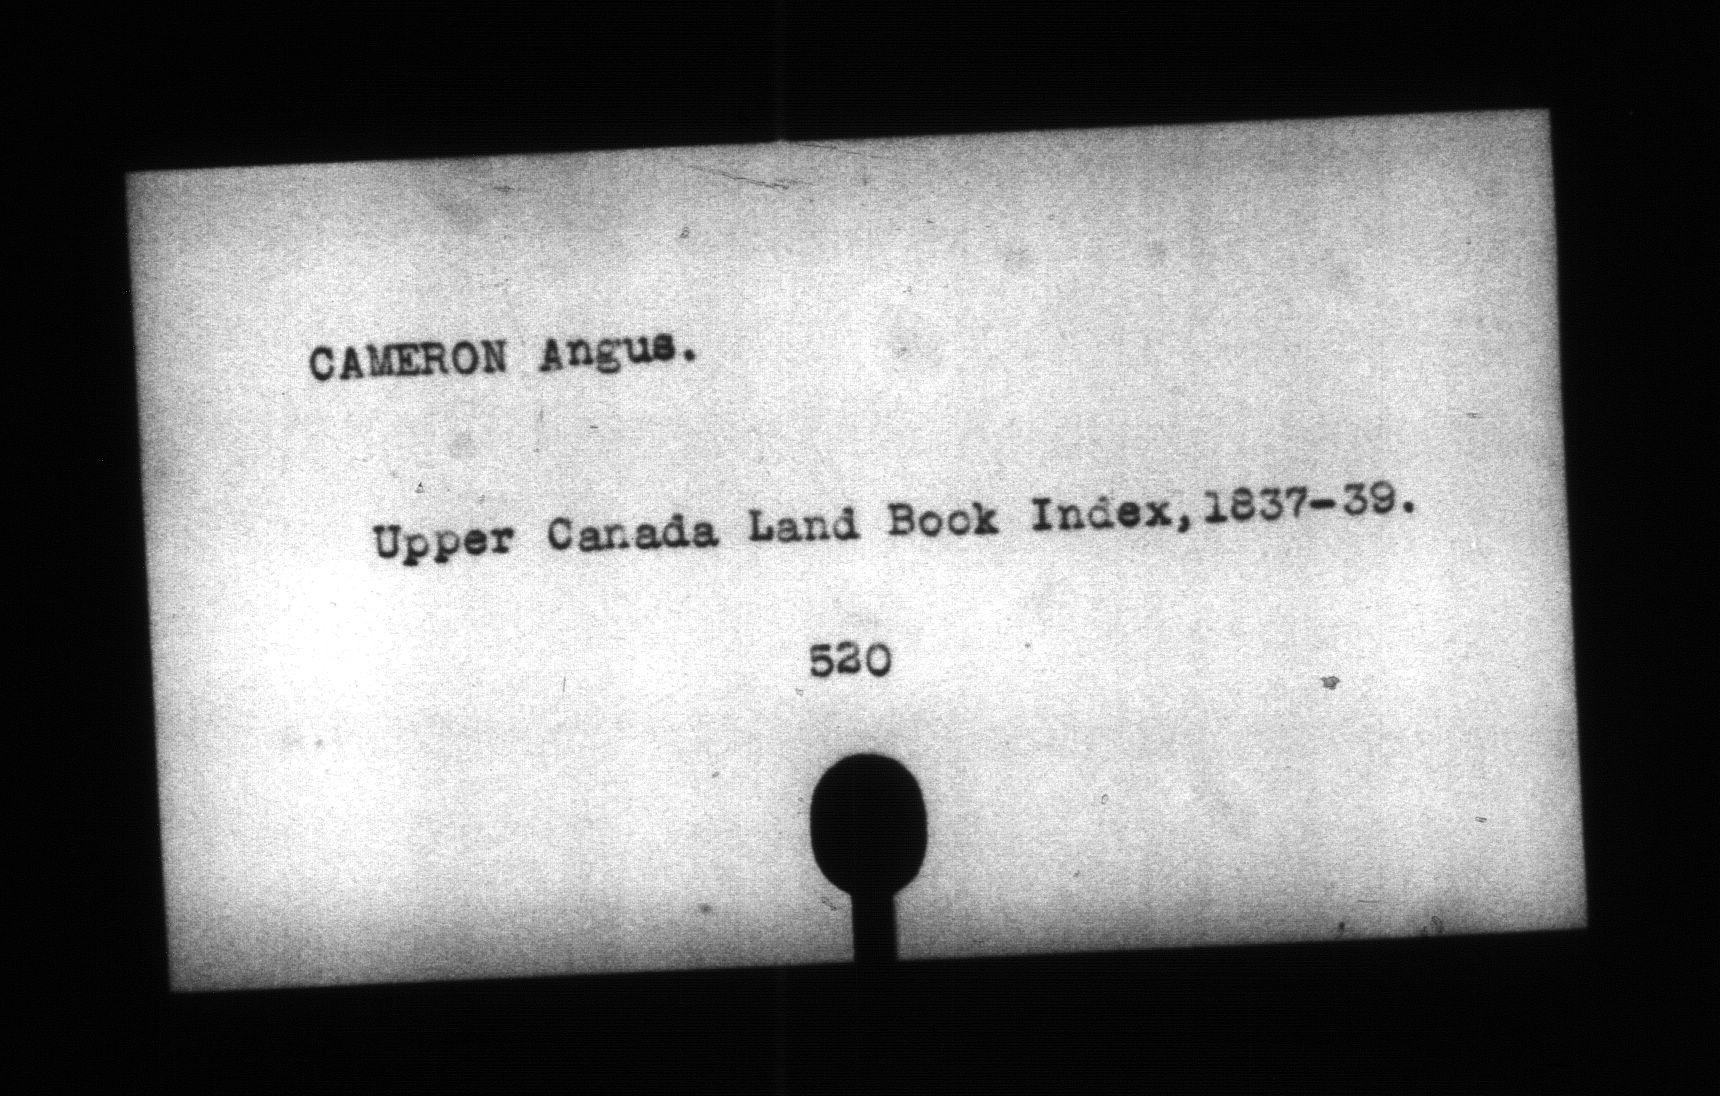 CAMERON Angus.
Upper Canada Land Book Index,1837-39.
520